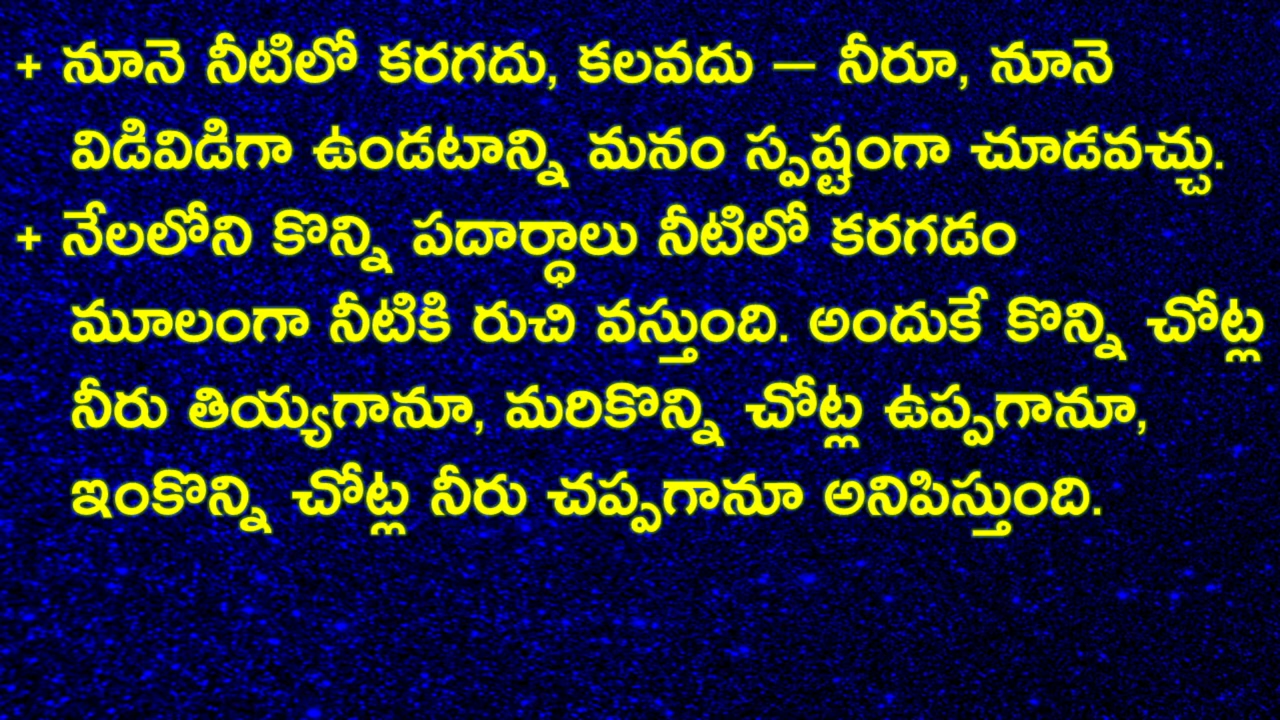 + నూనె నీటిలో కరగదు, కలవదు – నీరూ, నూనె
విడివిడిగా ఉండటాన్ని మనం స్పష్టంగా చూడవచ్చు.
+ నేలలోని కొన్ని పదార్ధాలు నీటిలో కరగడం
మూలంగా నీటికి రుచి వస్తుంది. అందుకే కొన్ని చోట్ల
నీరు తియ్యగానూ, మరికొన్ని చోట్ల ఉప్పగానూ,
ఇంకొన్ని చోట్ల నీరు చప్పగానూ అనిపిస్తుంది.